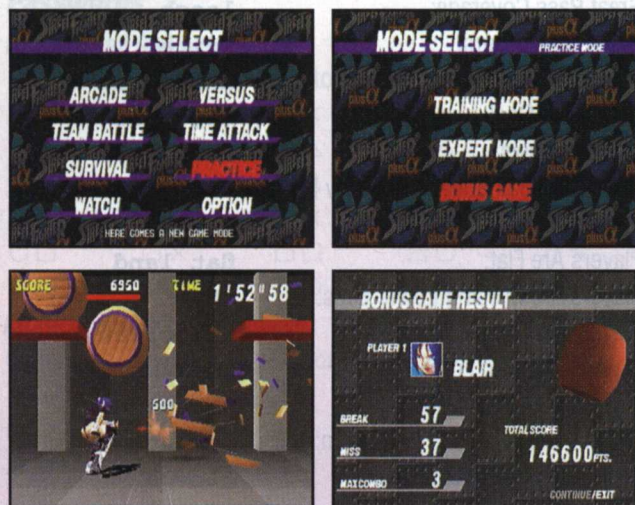 MODE SELECT
ARCADE VERSUS
TEAM BATTLE TIME ATTACK
SURVIVAL PRACTICE
WATCH OPTION
HERE COMES A NEW GAME MODE
MODE SELECT PRACTICE MODE
TRAINING MODE
EXPERT MODE
BONUS GAME
SCORE 6950 TIME 1'52"58
500
BONUS GAME RESULT
PLAYER 1 BLAIR
BREAK 57
MISS 37
MAX COMBO 3
TOTAL SCORE
146600 PTS.
CONTINUE/EXIT